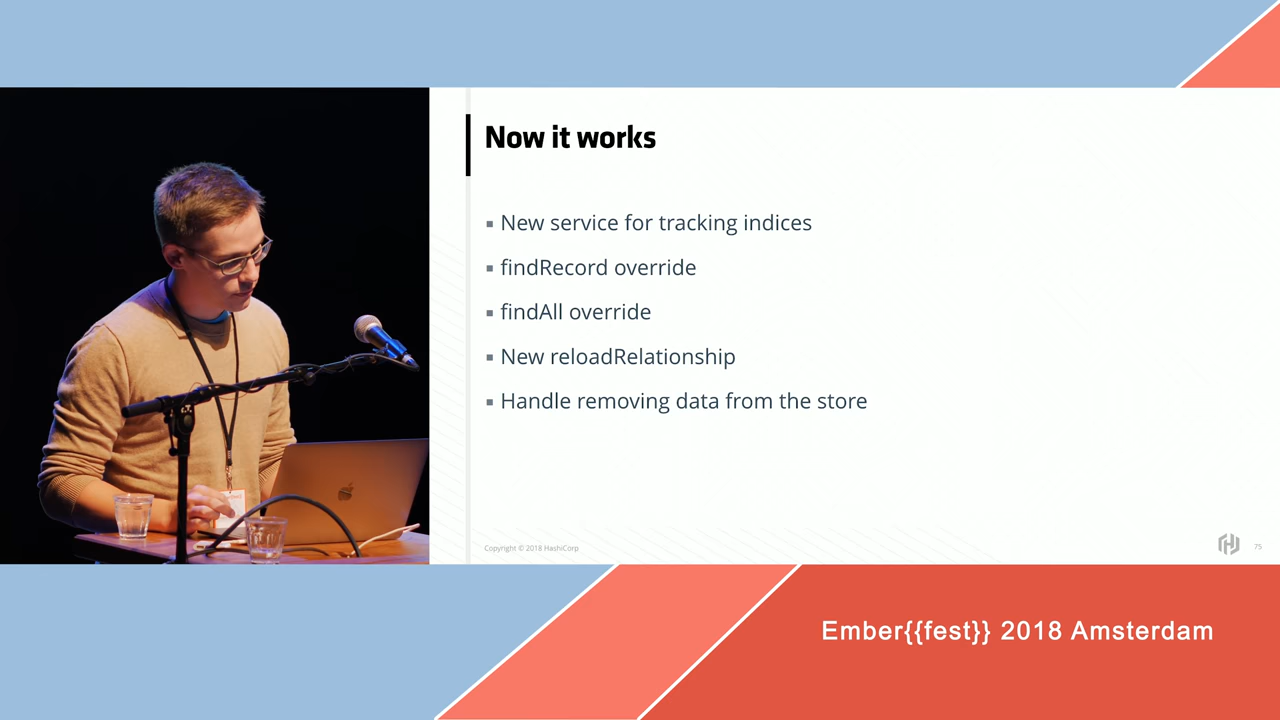 Now it works
New service for tracking indices
findRecord override
findAll override
New reloadRelationship
Handle removing data from the store
Copyright © 2018 HashiCorp
75
Ember{{fest}} 2018 Amsterdam